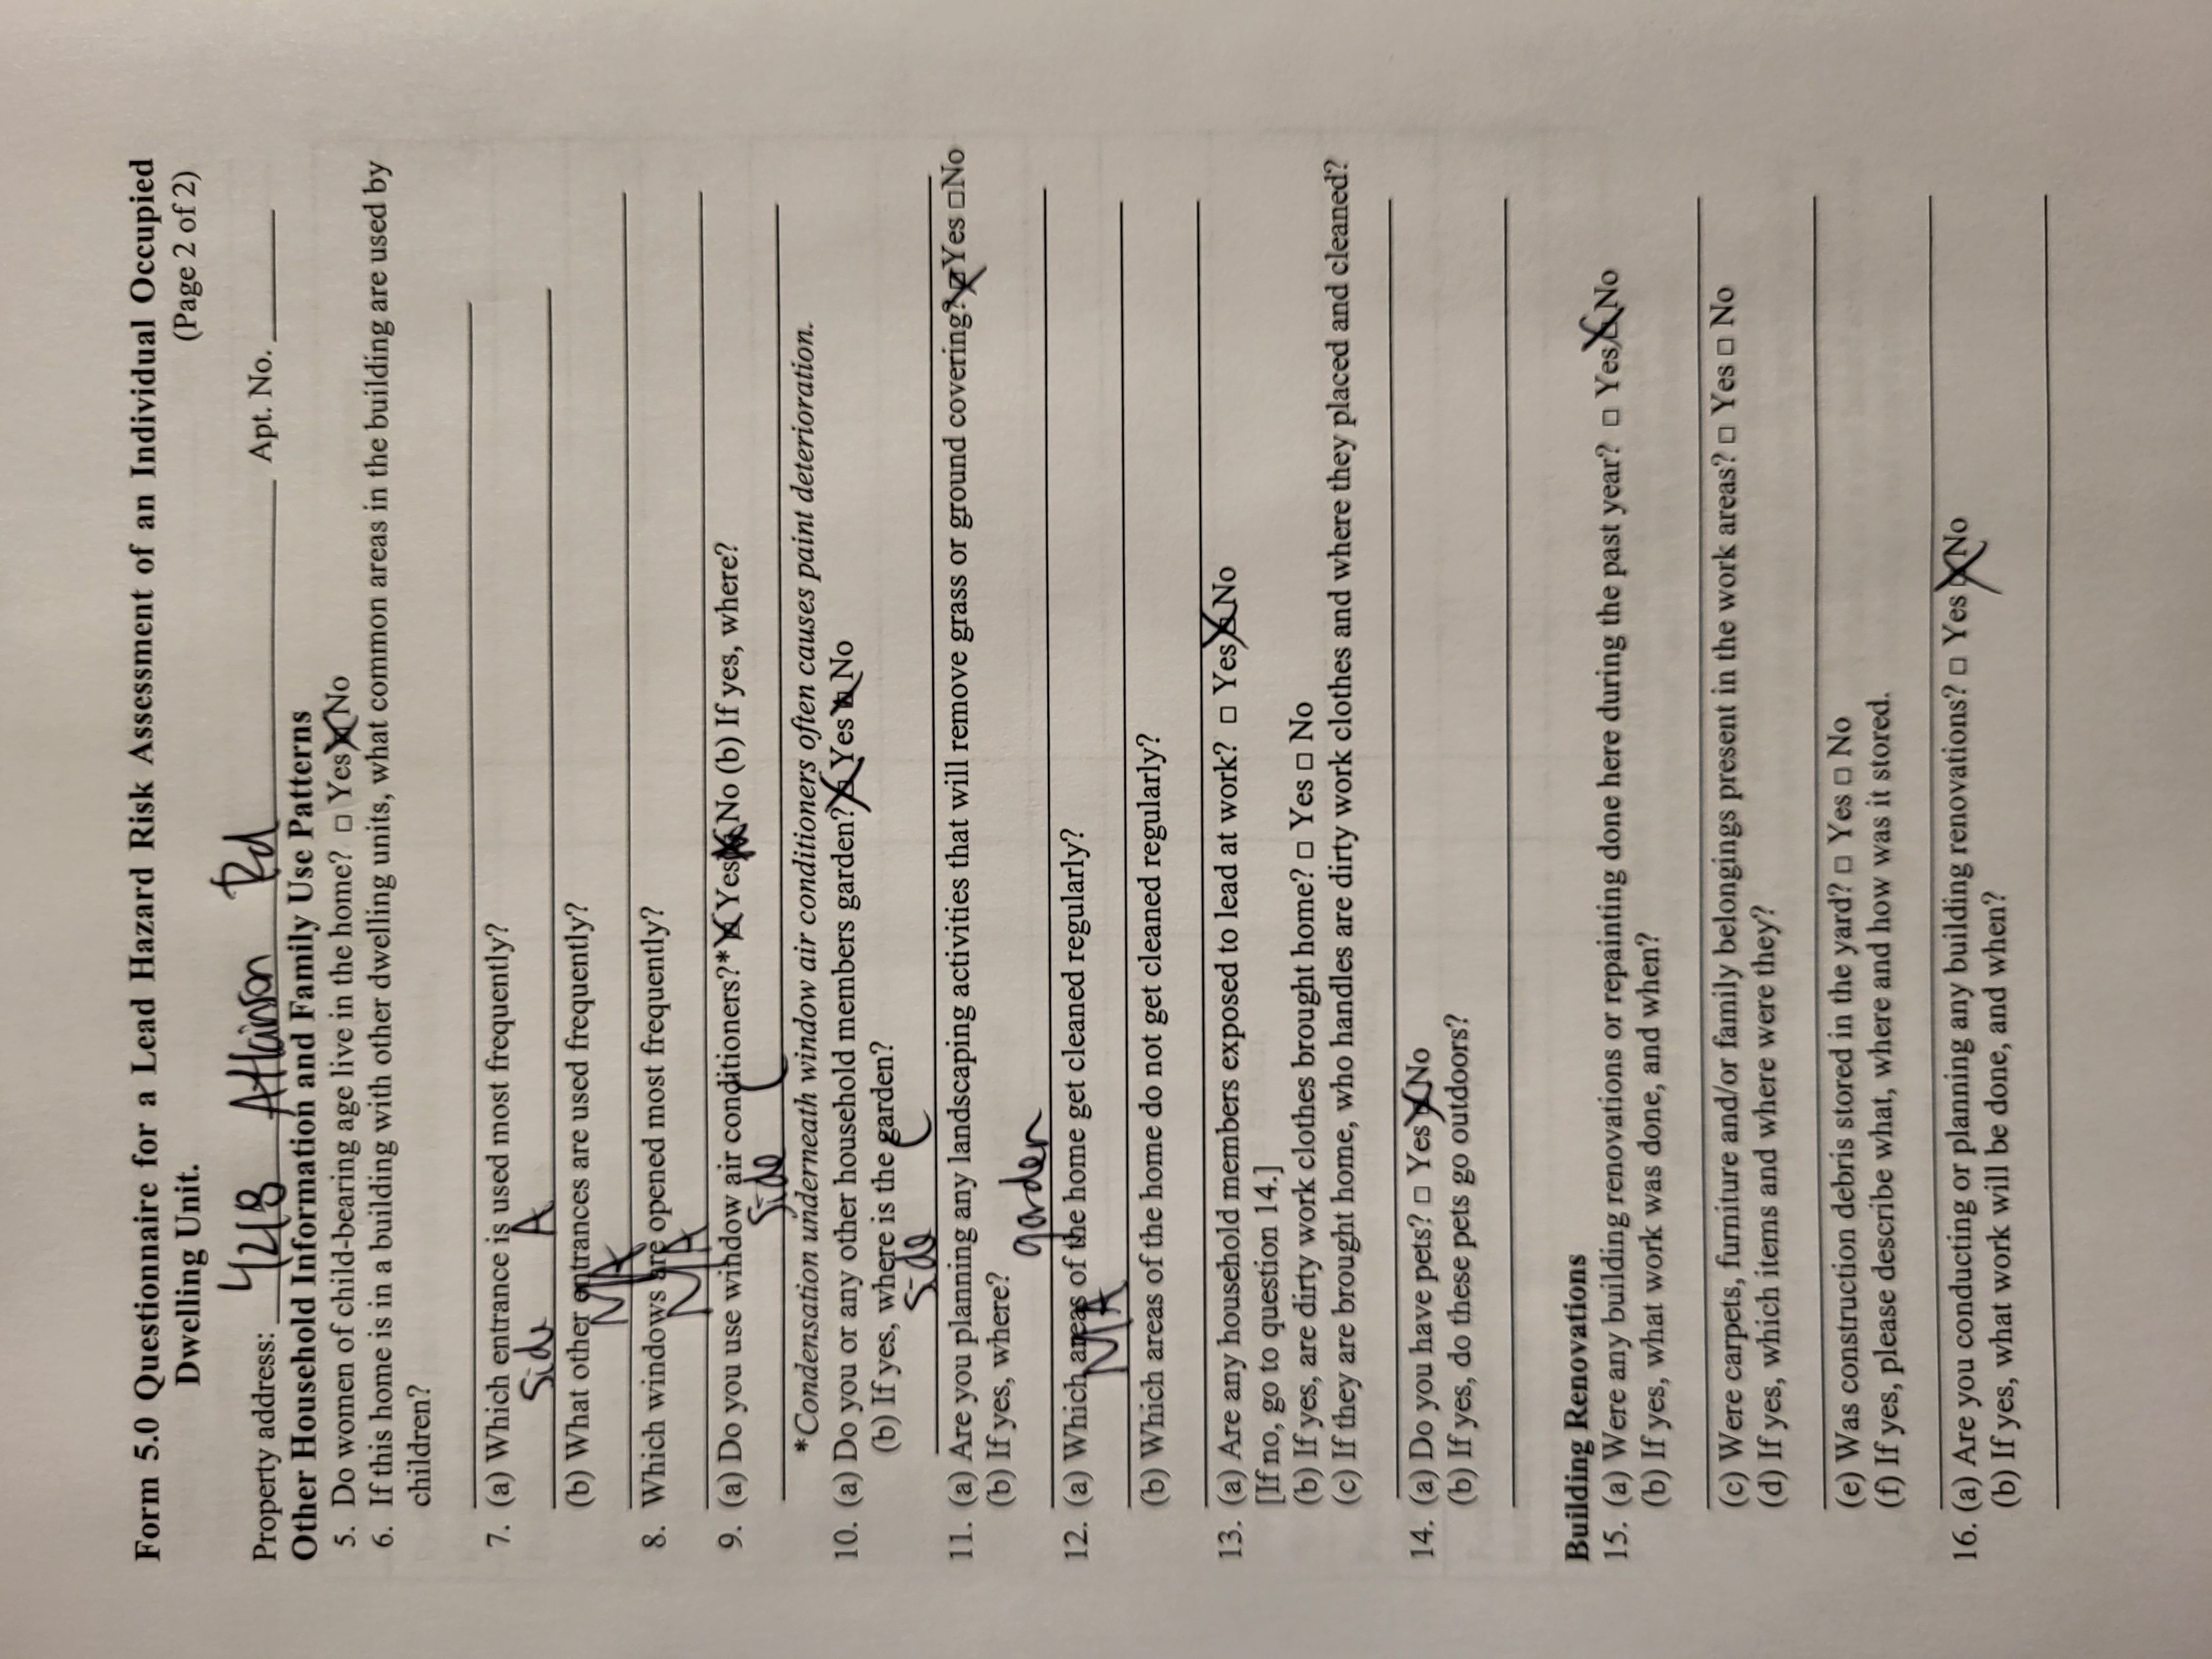 Form 5.0 Questionnaire for a Lead Hazard Risk Assessment of an Individual Occupied
Dwelling Unit. (Page 2 of 2)
Property address: 4218 Attainson Rd Apt. No.
Other Household Information and Family Use Patterns
5. Do women of child-bearing age live in the home? □ Yes ☒ No
6. If this home is in a building with other dwelling units, what common areas in the building are used by
children?
7. (a) Which entrance is used most frequently?
Side A
(b) What other entrances are used frequently?
N/A
8. Which windows are opened most frequently?
N/A
9. (a) Do you use window air conditioners?* ☒ Yes ☒ No (b) If yes, where?
Side C
*Condensation underneath window air conditioners often causes paint deterioration.
10. (a) Do you or any other household members garden? ☒ Yes ☒ No
(b) If yes, where is the garden?
Side C
11. (a) Are you planning any landscaping activities that will remove grass or ground covering? ☒ Yes □ No
(b) If yes, where?
garden
12. (a) Which areas of the home get cleaned regularly?
N/A
(b) Which areas of the home do not get cleaned regularly?
13. (a) Are any household members exposed to lead at work? □ Yes ☒ No
[If no, go to question 14.]
(b) If yes, are dirty work clothes brought home? □ Yes □ No
(c) If they are brought home, who handles are dirty work clothes and where they placed and cleaned?
14. (a) Do you have pets? □ Yes ☒ No
(b) If yes, do these pets go outdoors?
Building Renovations
15. (a) Were any building renovations or repainting done here during the past year? □ Yes ☒ No
(b) If yes, what work was done, and when?
(c) Were carpets, furniture and/or family belongings present in the work areas? □ Yes □ No
(d) If yes, which items and where were they?
(e) Was construction debris stored in the yard? □ Yes □ No
(f) If yes, please describe what, where and how was it stored.
16. (a) Are you conducting or planning any building renovations? □ Yes ☒ No
(b) If yes, what work will be done, and when?